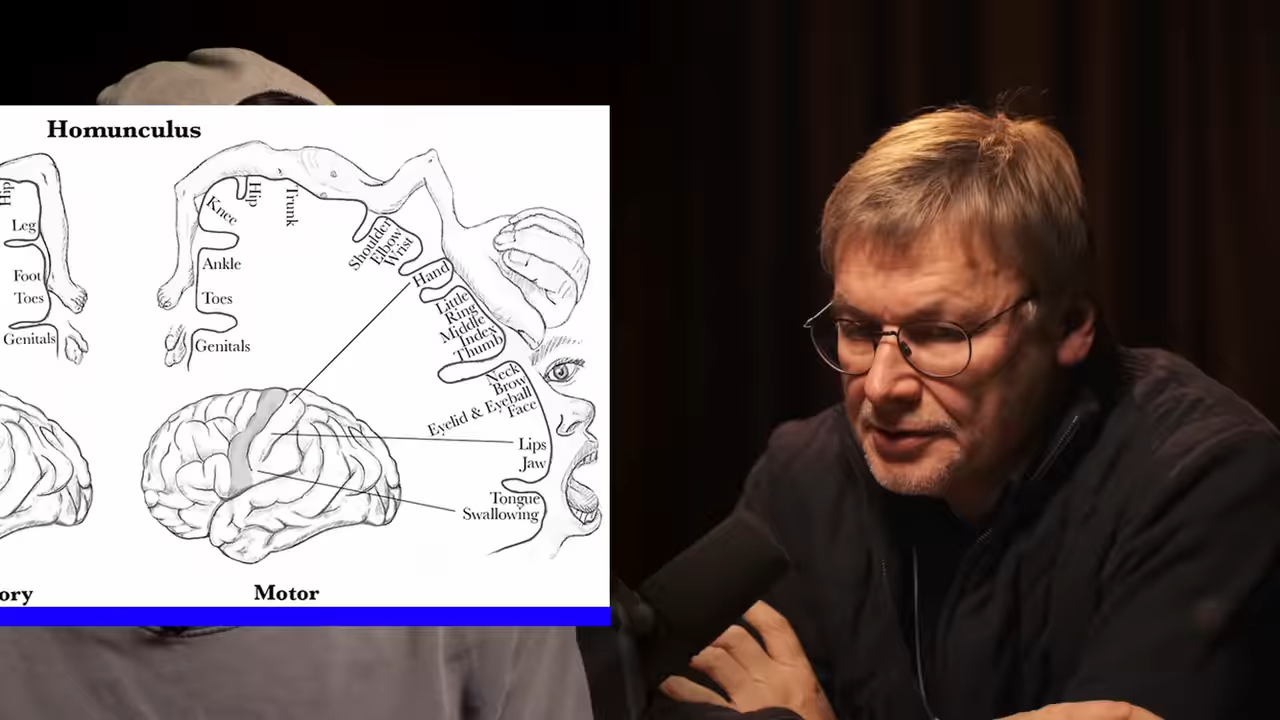 Homunculus
Hip
Leg
Foot
Toes
Genitals
Knee
Hip
Trunk
Shoulder
Elbow
Wrist
Hand
Little
Ring
Middle
Index
Thumb
Ankle
Toes
Genitals
Neck
Brow
Eyelid & Eyeball
Face
Lips
Jaw
Tongue
Swallowing
ory
Motor